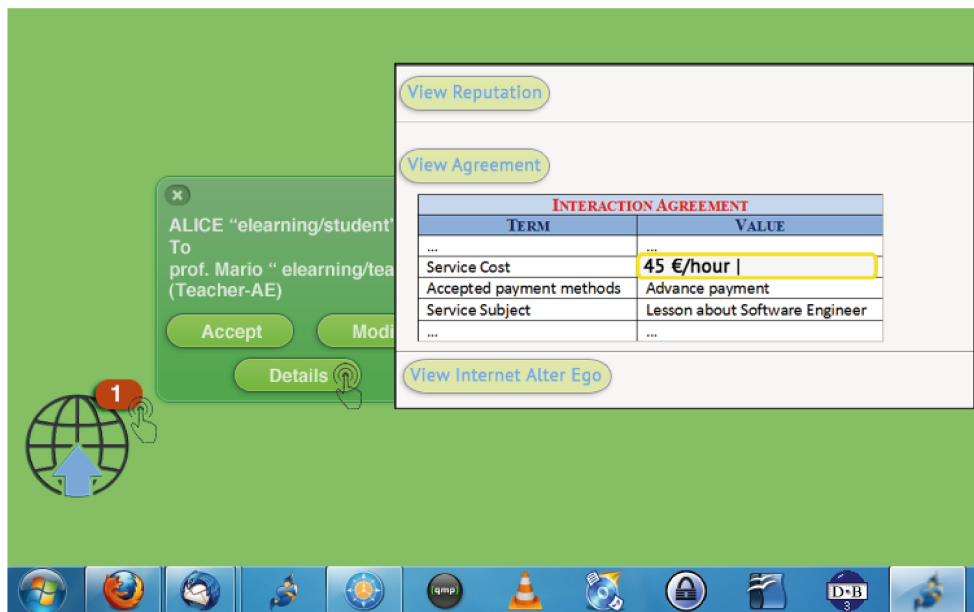 View Reputation
View Agreement
INTERACTION AGREEMENT
TERM VALUE
... ...
Service Cost 45 €/hour |
Accepted payment methods Advance payment
Service Subject Lesson about Software Engineer
... ...
View Internet Alter Ego
x
ALICE “elearning/student”
To
prof. Mario “ elearning/tea
(Teacher-AE)
Accept Modi
Details
1
(qmp)
D•B
3